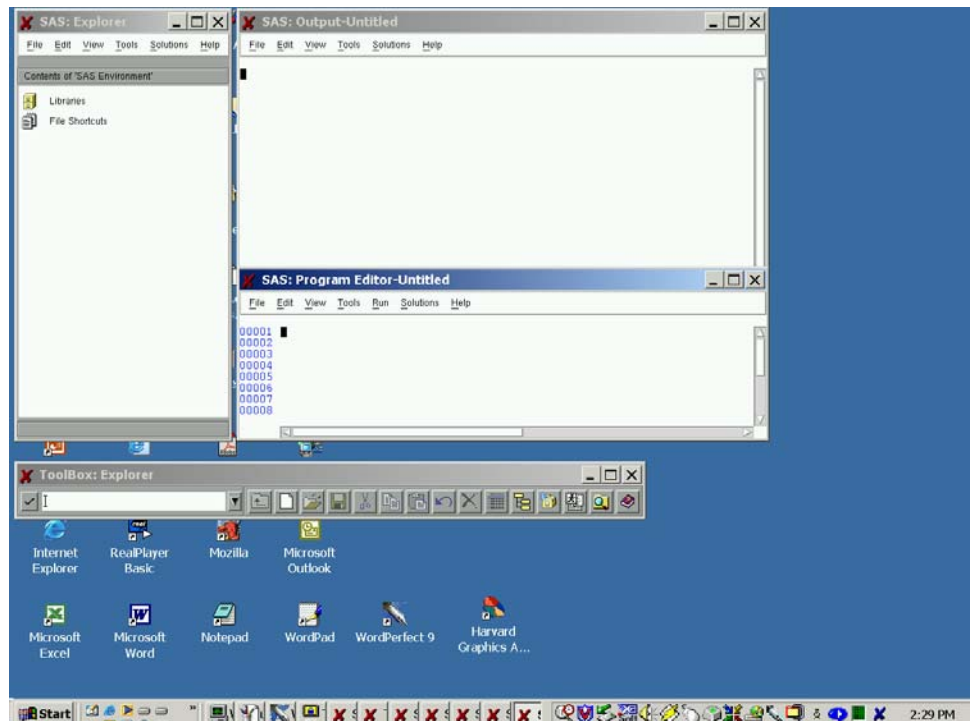 SAS: Explorer
File Edit View Tools Solutions Help
Contents of 'SAS Environment'
Libraries
File Shortcuts
SAS: Output-Untitled
File Edit View Tools Solutions Help
SAS: Program Editor-Untitled
File Edit View Tools Run Solutions Help
00001
00002
00003
00004
00005
00006
00007
00008
ToolBox: Explorer
Internet Explorer
RealPlayer Basic
Mozilla
Microsoft Outlook
Microsoft Excel
Microsoft Word
Notepad
WordPad
WordPerfect 9
Harvard Graphics A...
Start
2:29 PM